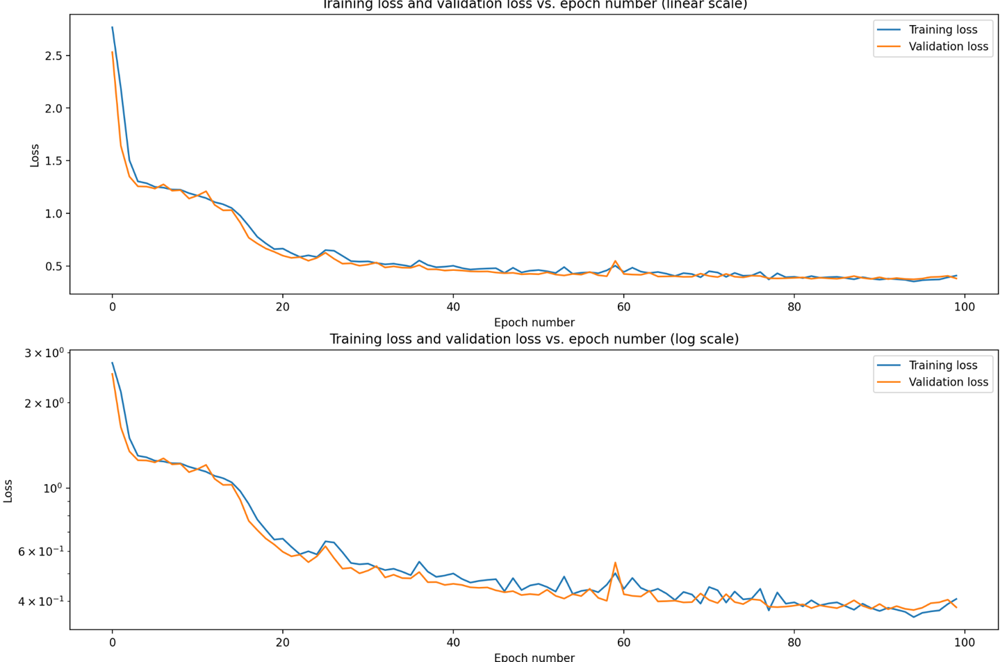 Training loss and validation loss vs. epoch number (linear scale)
Training loss
Validation loss
2.5
2.0
1.5
1.0
0.5
Loss
0 20 40 60 80 100
Epoch number
Training loss and validation loss vs. epoch number (log scale)
Training loss
Validation loss
3 × 10⁰
2 × 10⁰
10⁰
6 × 10⁻¹
4 × 10⁻¹
Loss
0 20 40 60 80 100
Epoch number